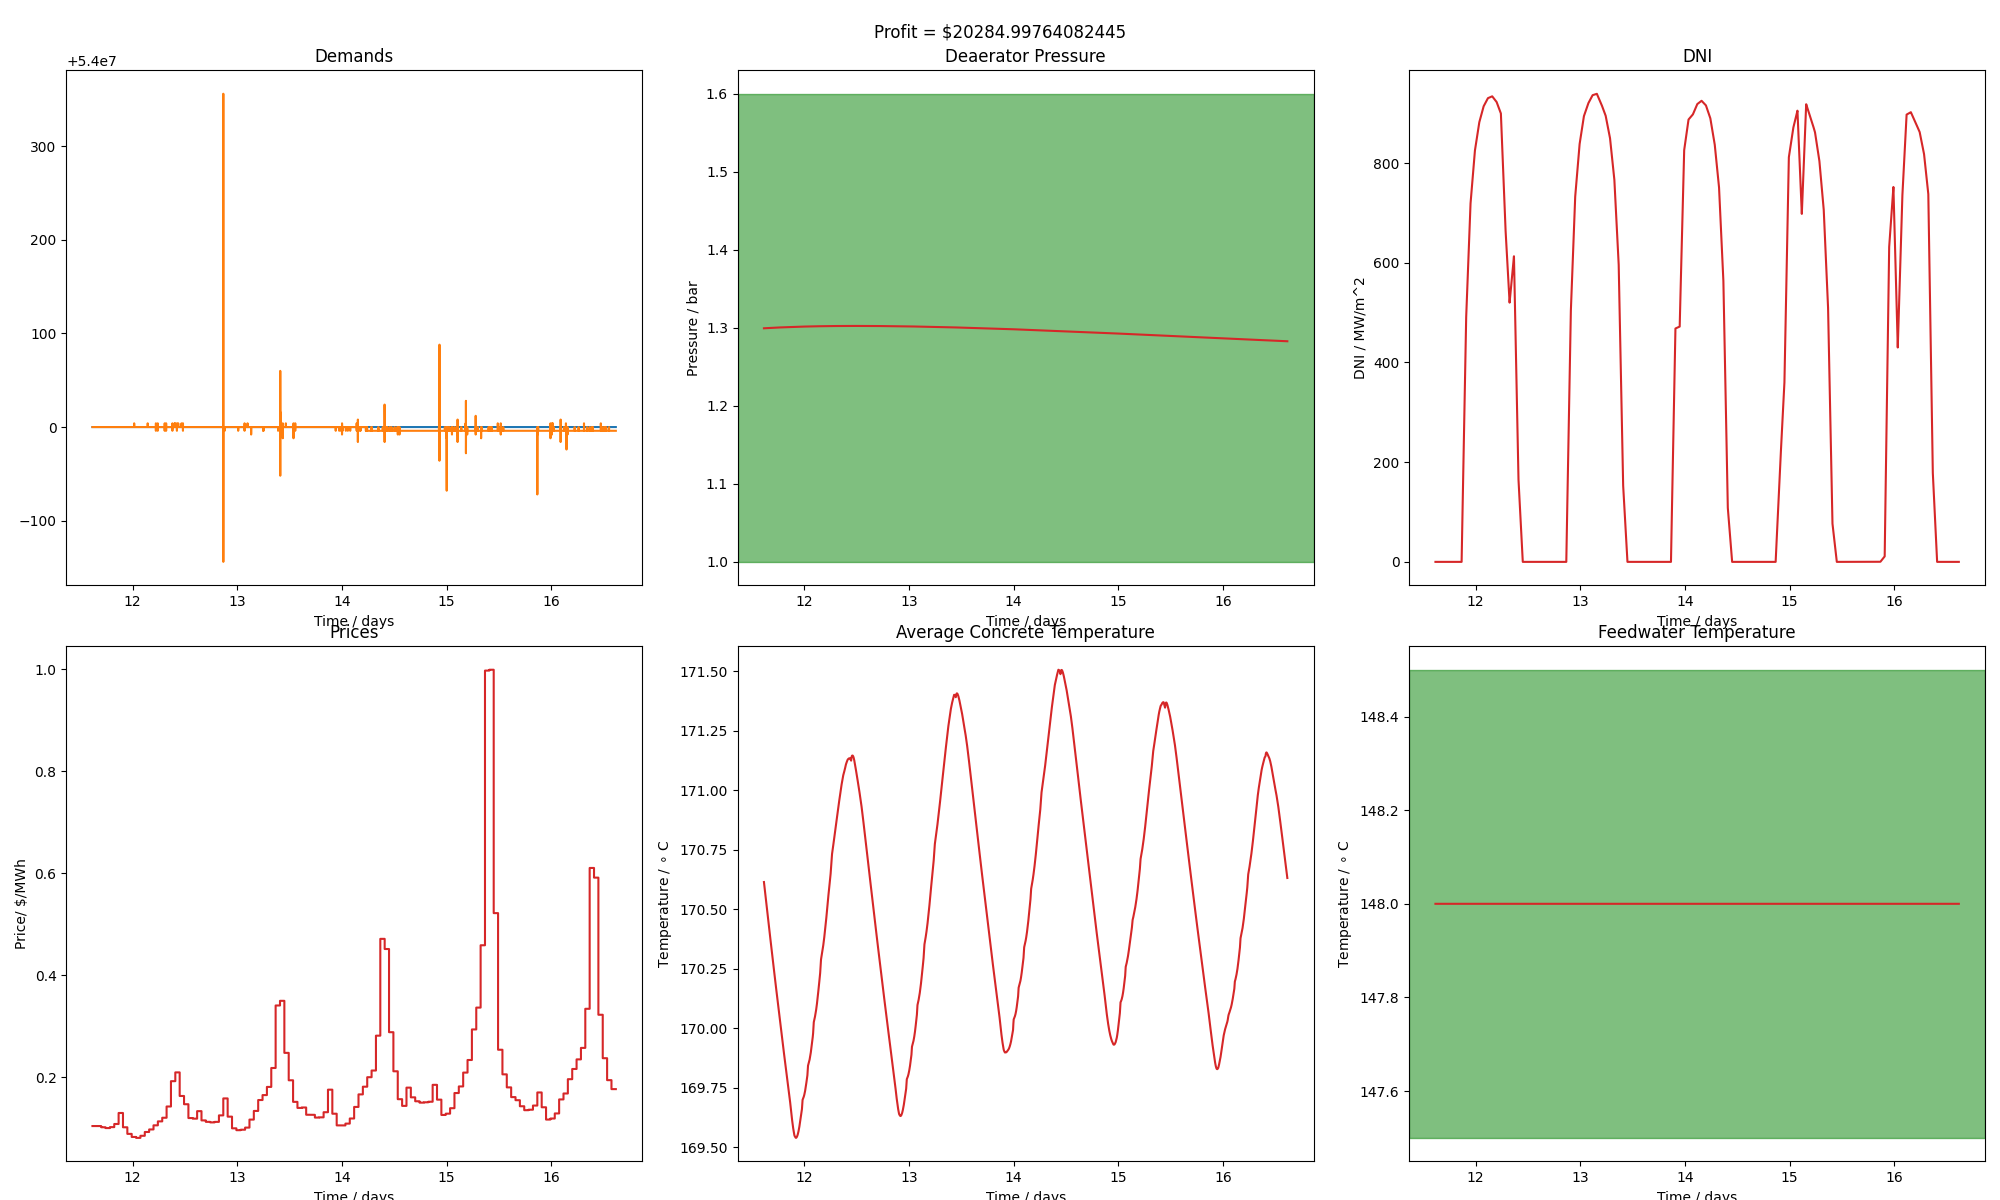 Profit = $20284.99764082445
Demands
+5.4e7
300
200
100
0
−100
12 13 14 15 16
Time / days
Deaerator Pressure
Pressure / bar
1.6
1.5
1.4
1.3
1.2
1.1
1.0
12 13 14 15 16
Time / days
DNI
DNI / MW/m^2
800
600
400
200
0
12 13 14 15 16
Time / days
Prices
Price/ $/MWh
1.0
0.8
0.6
0.4
0.2
12 13 14 15 16
Time / days
Average Concrete Temperature
Temperature / ∘ C
171.50
171.25
171.00
170.75
170.50
170.25
170.00
169.75
169.50
12 13 14 15 16
Time / days
Feedwater Temperature
Temperature / ∘ C
148.4
148.2
148.0
147.8
147.6
12 13 14 15 16
Time / days